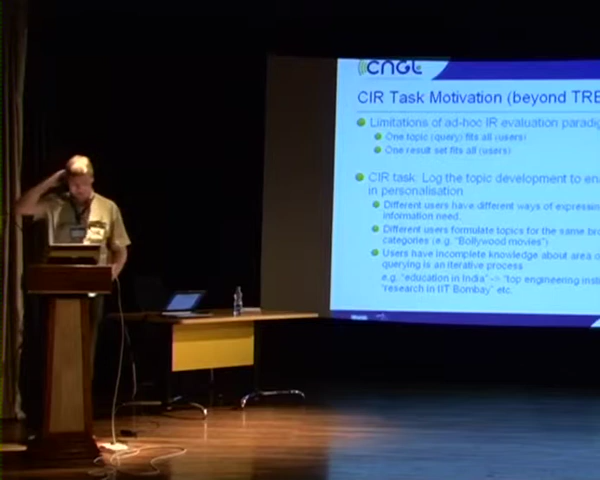 CNGL
CIR Task Motivation (beyond TRE
Limitations of ad-hoc IR evaluation paradig
One topic (query) fits all (users)
One result set fits all (users)
CIR task: Log the topic development to en
in personalisation
Different users have different ways of expressin
information need.
Different users formulate topics for the same bro
categories (e.g. "Bollywood movies")
Users have incomplete knowledge about area o
querying is an iterative process
e.g. "education in India" -> "top engineering insti
"research in IIT Bombay" etc.